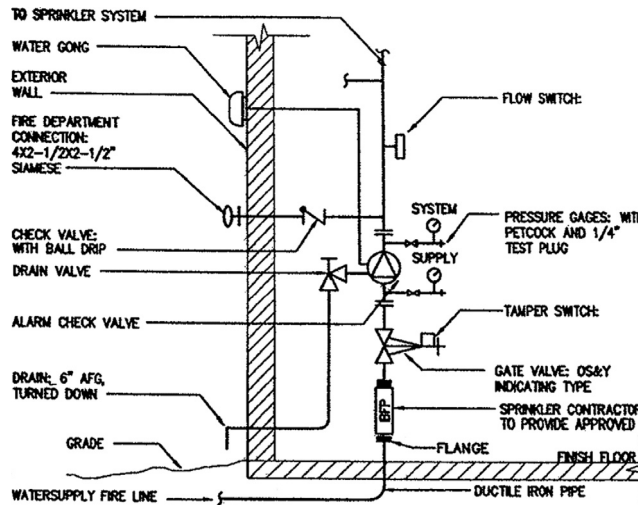 TO SPRINKLER SYSTEM
WATER GONG
EXTERIOR
WALL
FIRE DEPARTMENT
CONNECTION:
4X2-1/2X2-1/2"
SIAMESE
CHECK VALVE:
WITH BALL DRIP
DRAIN VALVE
ALARM CHECK VALVE
DRAIN:_ 6" AFG,
TURNED DOWN
GRADE
WATERSUPPLY FIRE LINE
FLOW SWITCH:
SYSTEM
PRESSURE GAGES: WIT
PETCOCK AND 1/4"
TEST PLUG
SUPPLY
TAMPER SWITCH:
GATE VALVE: OS&Y
INDICATING TYPE
BFP
SPRINKLER CONTRACTOR
TO PROVIDE APPROVED
FLANGE
FINISH FLOOR
DUCTILE IRON PIPE